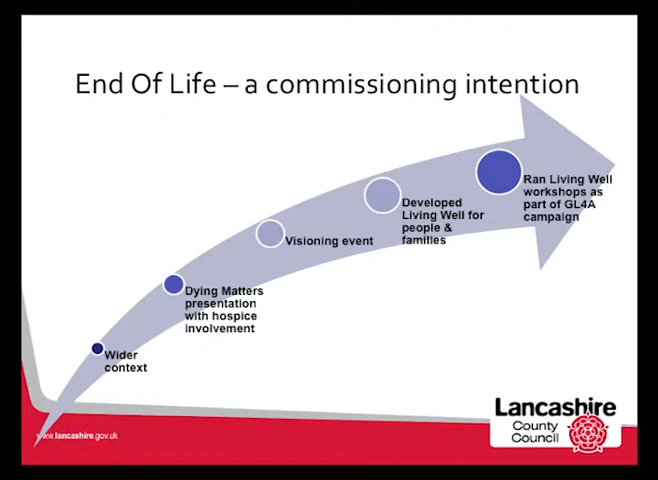 End Of Life – a commissioning intention
Ran Living Well
workshops as
part of GL4A
campaign
Developed
Living Well for
people &
families
Visioning event
Dying Matters
presentation
with hospice
involvement
Wider
context
www.lancashire.gov.uk
Lancashire
County
Council